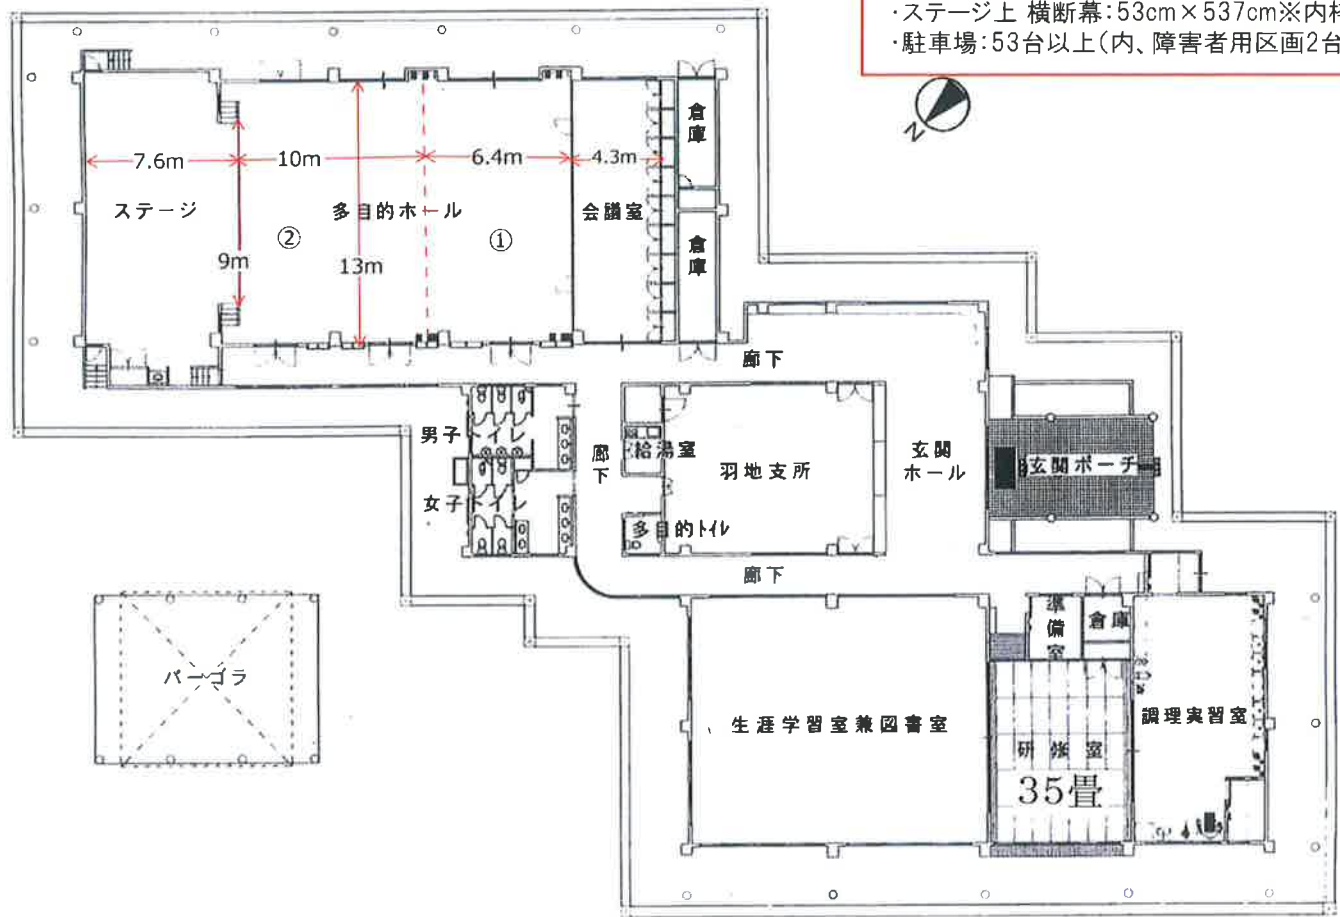 ・ステージ上 横断幕:53cm×537cm※内枠
・駐車場:53台以上(内、障害者用区画2台
N
倉庫
7.6m
10m
6.4m
4.3m
ステージ
多目的ホール
会議室
②
①
9m
13m
倉庫
廊下
男子トイレ
廊下
給湯室
羽地支所
玄関ホール
玄関ポーチ
女子トイレ
多目的トイレ
廊下
準備室
倉庫
パーゴラ
生涯学習室兼図書室
研修室
35畳
調理実習室